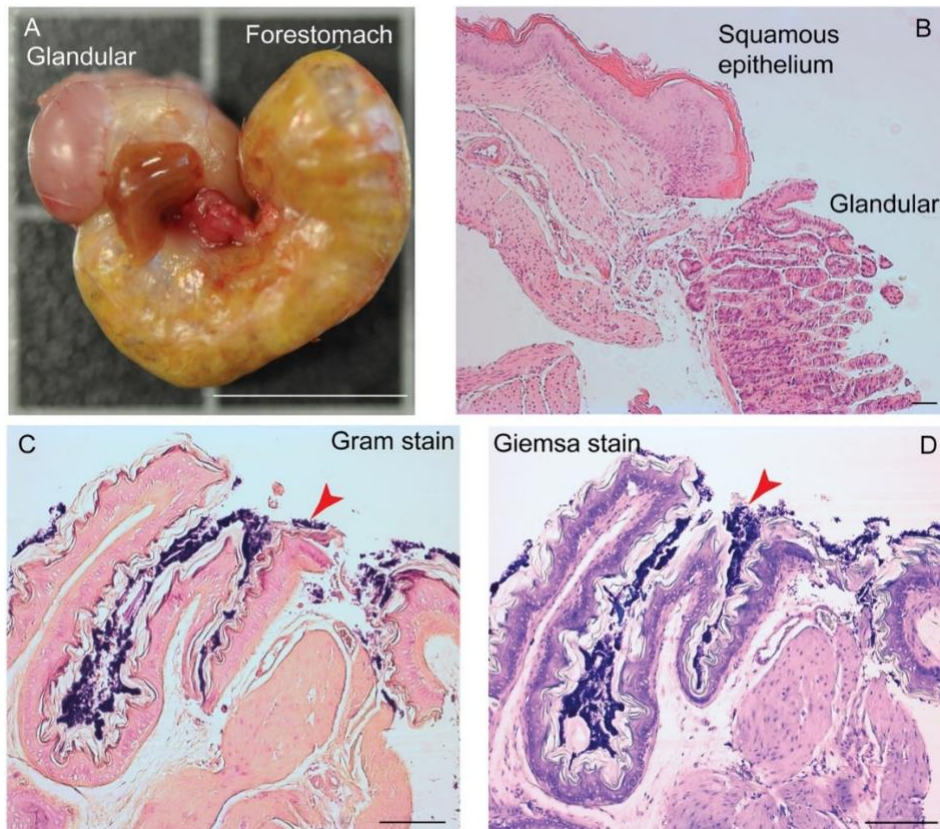 A
Glandular
Forestomach
Squamous
epithelium
B
Glandular
C
Gram stain
Giemsa stain
D